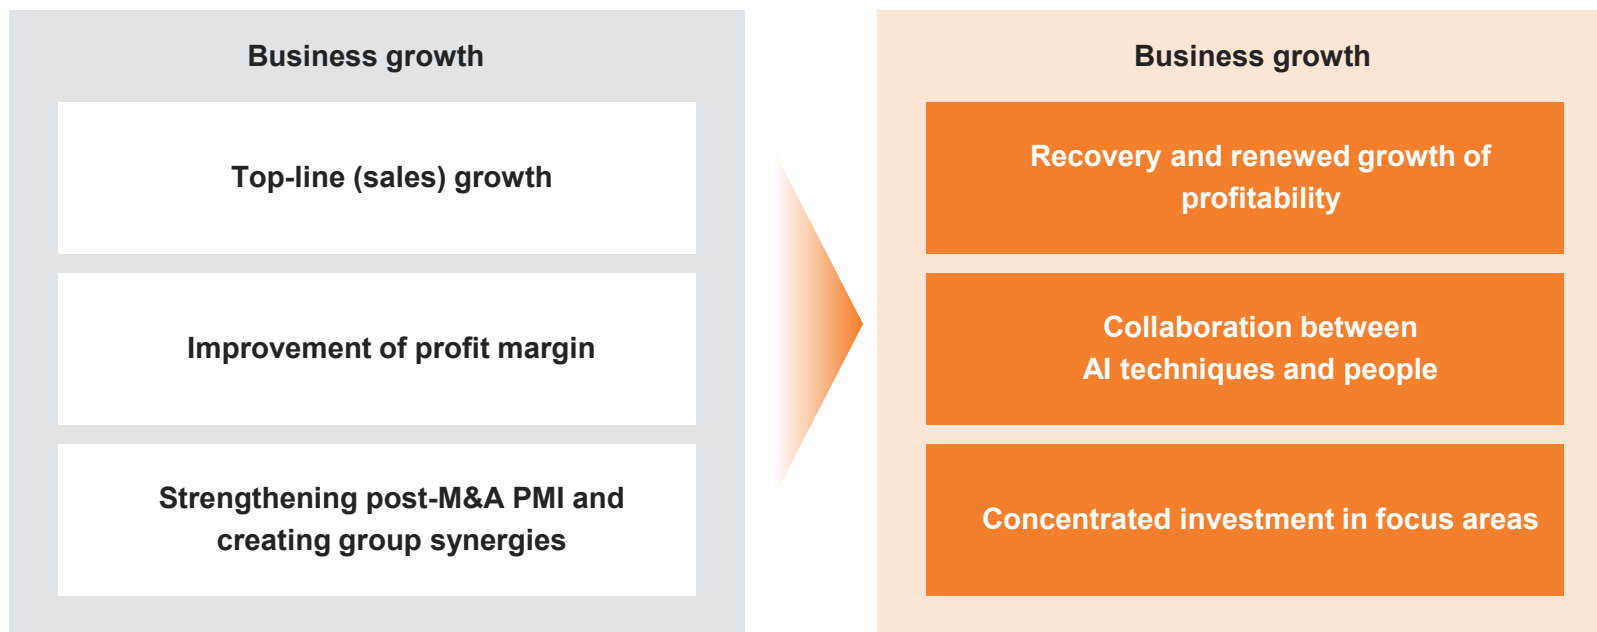 Business growth
Top-line (sales) growth
Improvement of profit margin
Strengthening post-M&A PMI and
creating group synergies
Business growth
Recovery and renewed growth of
profitability
Collaboration between
AI techniques and people
Concentrated investment in focus areas